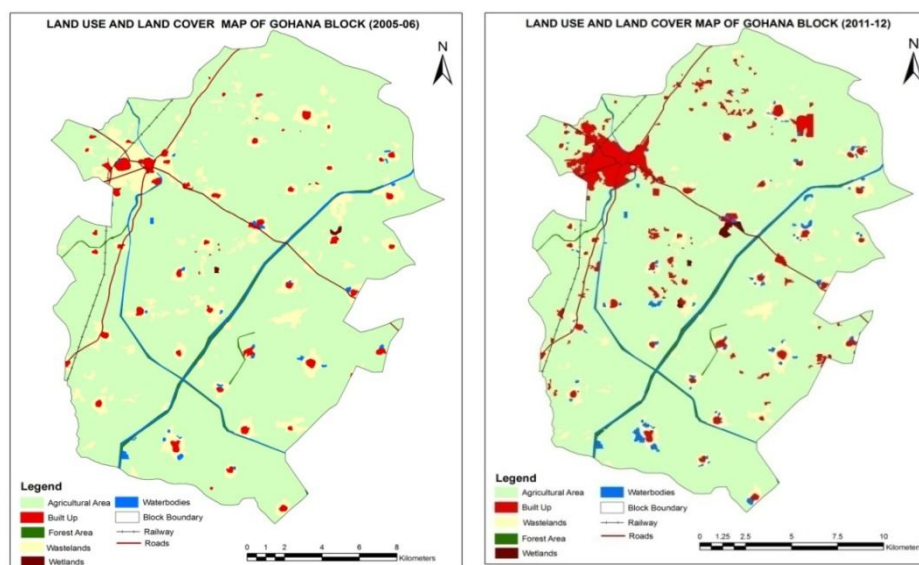 LAND USE AND LAND COVER MAP OF GOHANA BLOCK (2005-06)
N
Legend
Agricultural Area
Built Up
Forest Area
Wastelands
Wetlands
Waterbodies
Block Boundary
Railway
Roads
0 1 2 4 6 8
Kilometers
LAND USE AND LAND COVER MAP OF GOHANA BLOCK (2011-12)
N
Legend
Agricultural Area
Built Up
Wastelands
Forest Area
Wetlands
Waterbodies
Block Boundary
Railway
Roads
0 1.25 2.5 5 7.5 10
Kilometers